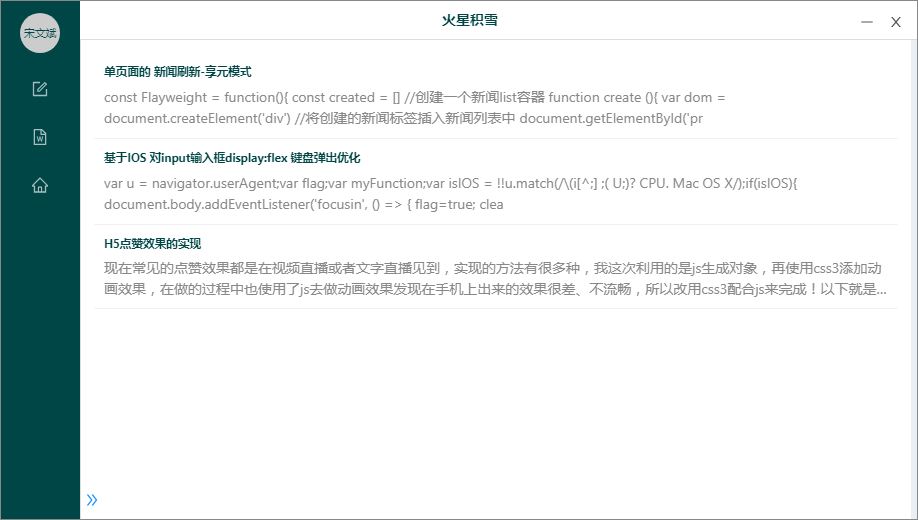 火星积雪
宋文斌
单页面的 新闻刷新-享元模式
const Flayweight = function(){ const created = [] //创建一个新闻list容器 function create (){ var dom =
document.createElement('div') //将创建的新闻标签插入新闻列表中 document.getElementById('pr
基于IOS 对input输入框display:flex 键盘弹出优化
var u = navigator.userAgent;var flag;var myFunction;var isIOS = !!u.match(/\(i[^;] ;( U;)? CPU. Mac OS X/);if(isIOS){
document.body.addEventListener('focusin', () => { flag=true; clea
H5点赞效果的实现
现在常见的点赞效果都是在视频直播或者文字直播见到，实现的方法有很多种，我这次利用的是js生成对象，再使用css3添加动
画效果，在做的过程中也使用了js去做动画效果发现在手机上出来的效果很差、不流畅，所以改用css3配合js来完成！以下就是...